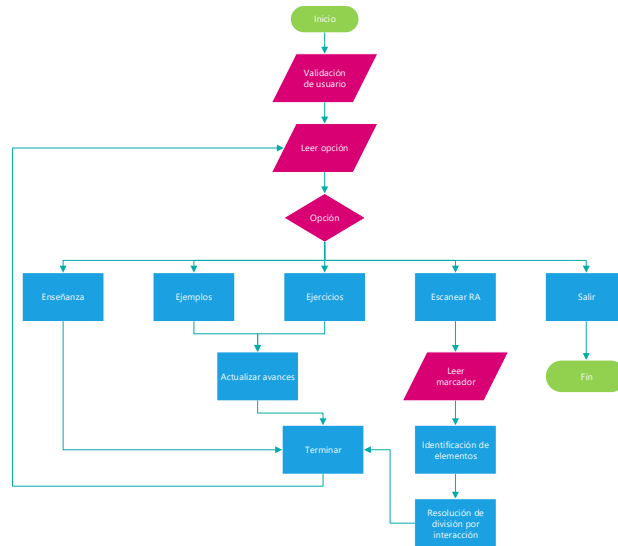 Inicio
Validación
de usuario
Leer opción
Opción
Enseñanza
Ejemplos
Ejercicios
Escanear RA
Salir
Actualizar avances
Leer
marcador
Fin
Terminar
Identificación de
elementos
Resolución de
división por
interacción